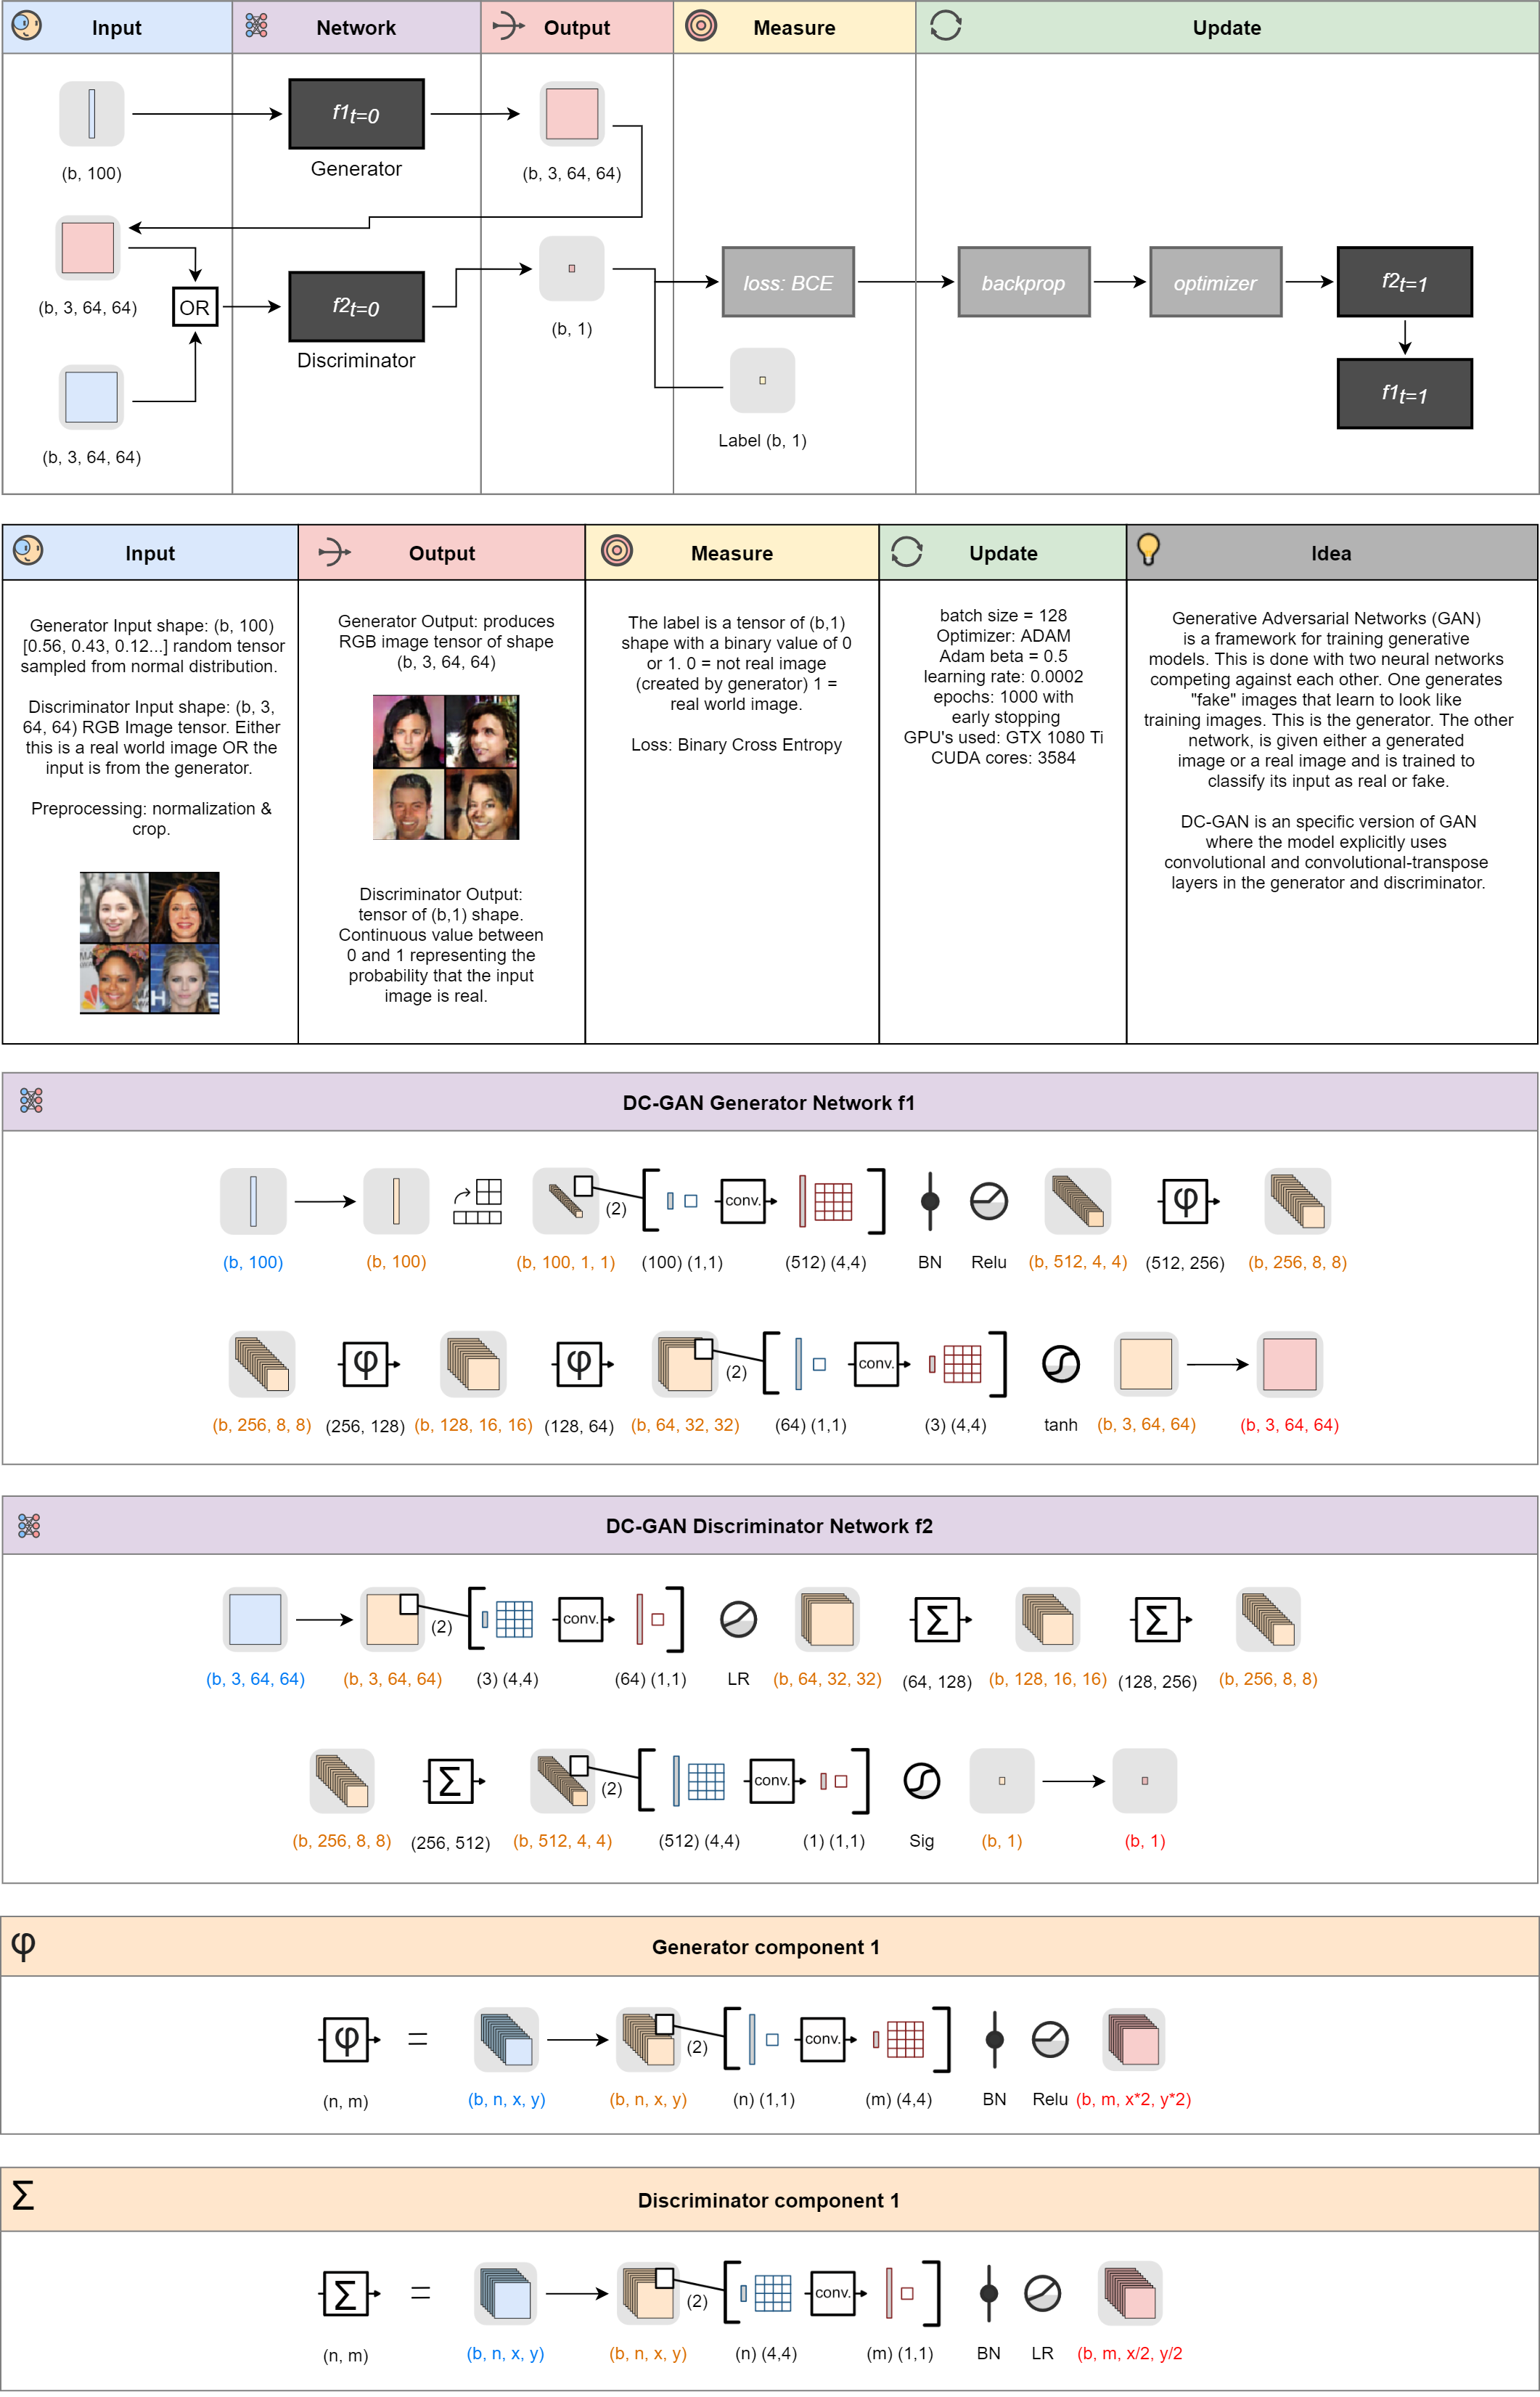 Input
Network
Output
Measure
Update
f1t=0
Generator
(b, 100)
(b, 3, 64, 64)
(b, 3, 64, 64)
OR
f2t=0
Discriminator
(b, 1)
loss: BCE
backprop
optimizer
f2t=1
f1t=1
Label (b, 1)
(b, 3, 64, 64)
Input
Output
Measure
Update
Idea
Generator Input shape: (b, 100)
[0.56, 0.43, 0.12...] random tensor
sampled from normal distribution.
Discriminator Input shape: (b, 3,
64, 64) RGB Image tensor. Either
this is a real world image OR the
input is from the generator.
Preprocessing: normalization &
crop.
Generator Output: produces
RGB image tensor of shape
(b, 3, 64, 64)
Discriminator Output:
tensor of (b,1) shape.
Continuous value between
0 and 1 representing the
probability that the input
image is real.
The label is a tensor of (b,1)
shape with a binary value of 0
or 1. 0 = not real image
(created by generator) 1 =
real world image.
Loss: Binary Cross Entropy
batch size = 128
Optimizer: ADAM
Adam beta = 0.5
learning rate: 0.0002
epochs: 1000 with
early stopping
GPU's used: GTX 1080 Ti
CUDA cores: 3584
Generative Adversarial Networks (GAN)
is a framework for training generative
models. This is done with two neural networks
competing against each other. One generates
"fake" images that learn to look like
training images. This is the generator. The other
network, is given either a generated
image or a real image and is trained to
classify its input as real or fake.
DC-GAN is an specific version of GAN
where the model explicitly uses
convolutional and convolutional-transpose
layers in the generator and discriminator.
DC-GAN Generator Network f1
(2)
conv.
φ
(b, 100)
(b, 100)
(b, 100, 1, 1)
(100) (1,1)
(512) (4,4)
BN
Relu
(b, 512, 4, 4)
(512, 256)
(b, 256, 8, 8)
φ
φ
(2)
conv.
(b, 256, 8, 8)
(256, 128)
(b, 128, 16, 16)
(128, 64)
(b, 64, 32, 32)
(64) (1,1)
(3) (4,4)
tanh
(b, 3, 64, 64)
(b, 3, 64, 64)
DC-GAN Discriminator Network f2
(2)
conv.
Σ
Σ
(b, 3, 64, 64)
(b, 3, 64, 64)
(3) (4,4)
(64) (1,1)
LR
(b, 64, 32, 32)
(64, 128)
(b, 128, 16, 16)
(128, 256)
(b, 256, 8, 8)
Σ
(2)
conv.
(b, 256, 8, 8)
(256, 512)
(b, 512, 4, 4)
(512) (4,4)
(1) (1,1)
Sig
(b, 1)
(b, 1)
φ
Generator component 1
φ
=
(2)
conv.
(n, m)
(b, n, x, y)
(b, n, x, y)
(n) (1,1)
(m) (4,4)
BN
Relu
(b, m, x*2, y*2)
Σ
Discriminator component 1
Σ
=
(2)
conv.
(n, m)
(b, n, x, y)
(b, n, x, y)
(n) (4,4)
(m) (1,1)
BN
LR
(b, m, x/2, y/2